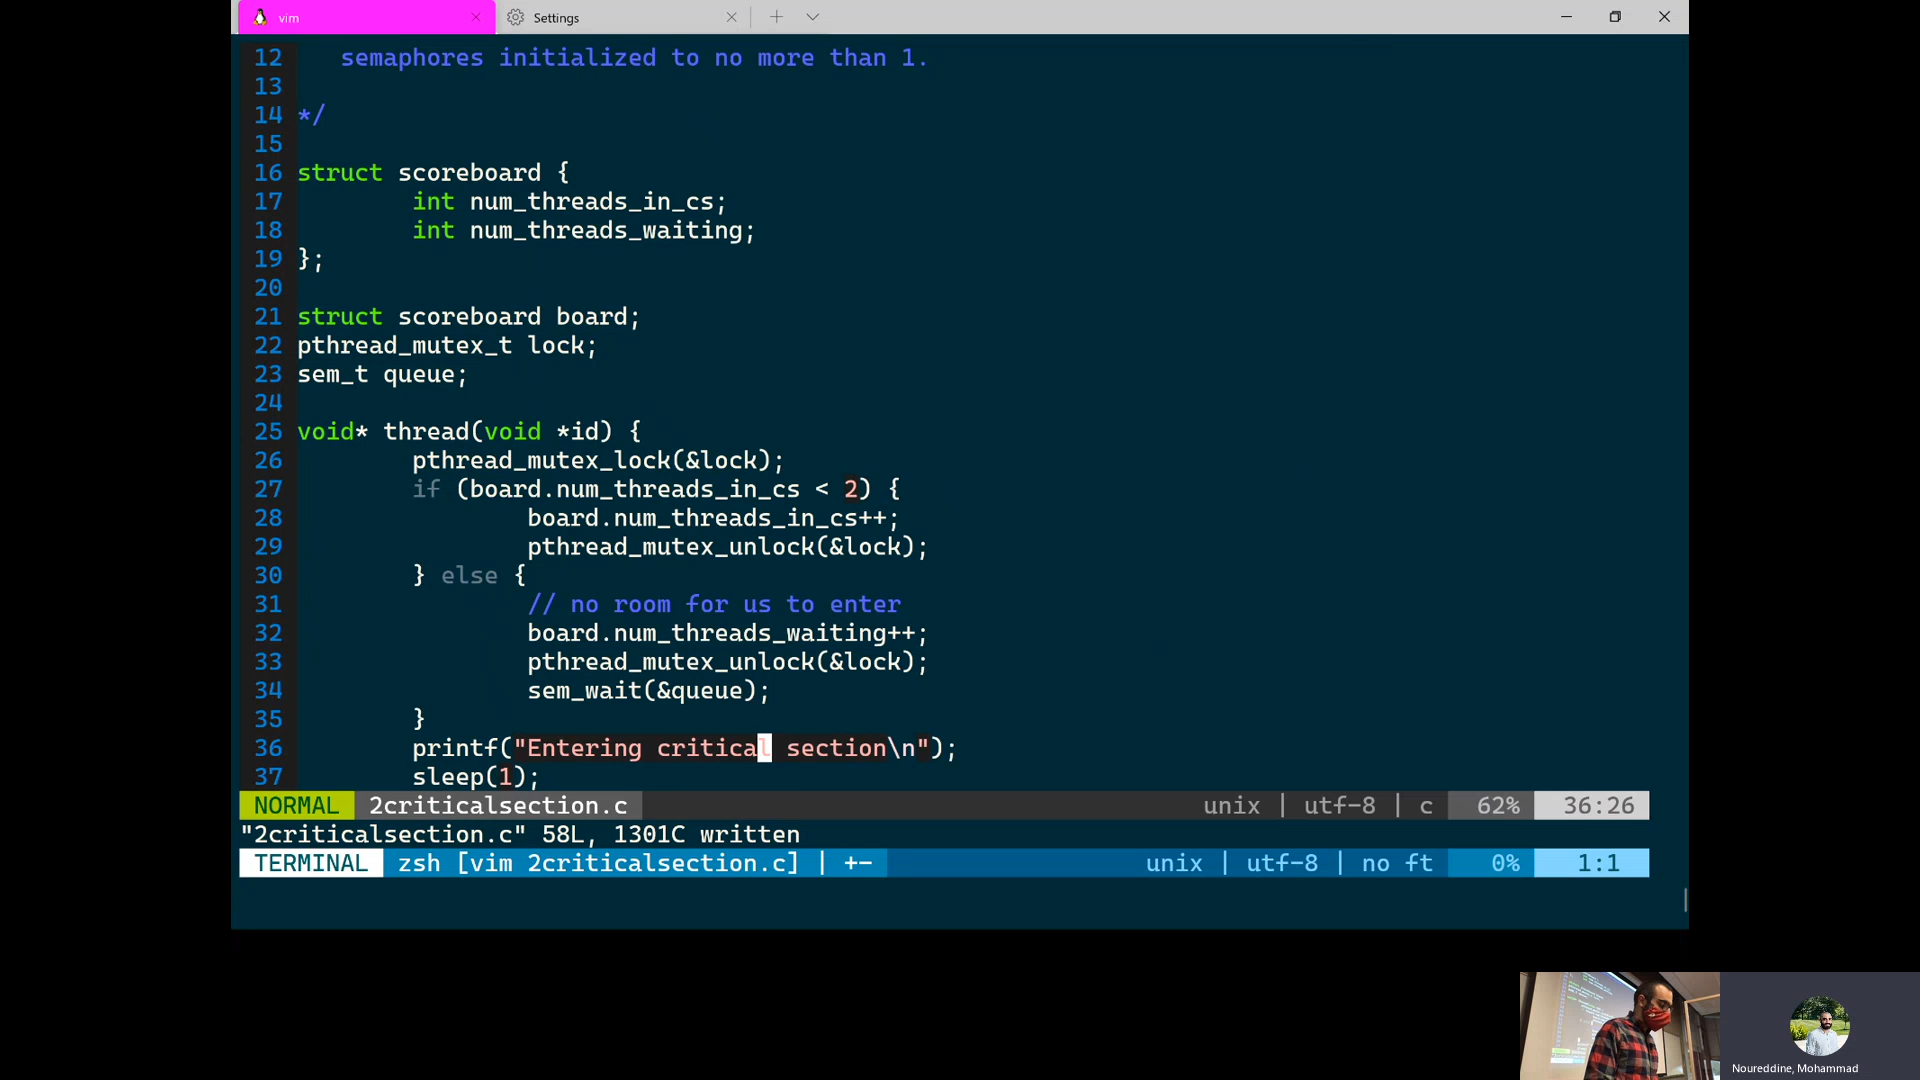 vim
Settings
12 semaphores initialized to no more than 1.
13
14 */
15
16 struct scoreboard {
17 int num_threads_in_cs;
18 int num_threads_waiting;
19 };
20
21 struct scoreboard board;
22 pthread_mutex_t lock;
23 sem_t queue;
24
25 void* thread(void *id) {
26 pthread_mutex_lock(&lock);
27 if (board.num_threads_in_cs < 2) {
28 board.num_threads_in_cs++;
29 pthread_mutex_unlock(&lock);
30 } else {
31 // no room for us to enter
32 board.num_threads_waiting++;
33 pthread_mutex_unlock(&lock);
34 sem_wait(&queue);
35 }
36 printf("Entering critical section\n");
37 sleep(1);
NORMAL 2criticalsection.c unix | utf-8 | c 62% 36:26
"2criticalsection.c" 58L, 1301C written
TERMINAL zsh [vim 2criticalsection.c] | +- unix | utf-8 | no ft 0% 1:1
Noureddine, Mohammad